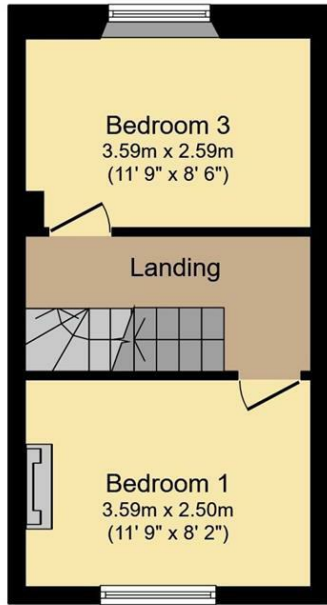 Bedroom 3
3.59m x 2.59m
(11' 9" x 8' 6")
Landing
Bedroom 1
3.59m x 2.50m
(11' 9" x 8' 2")